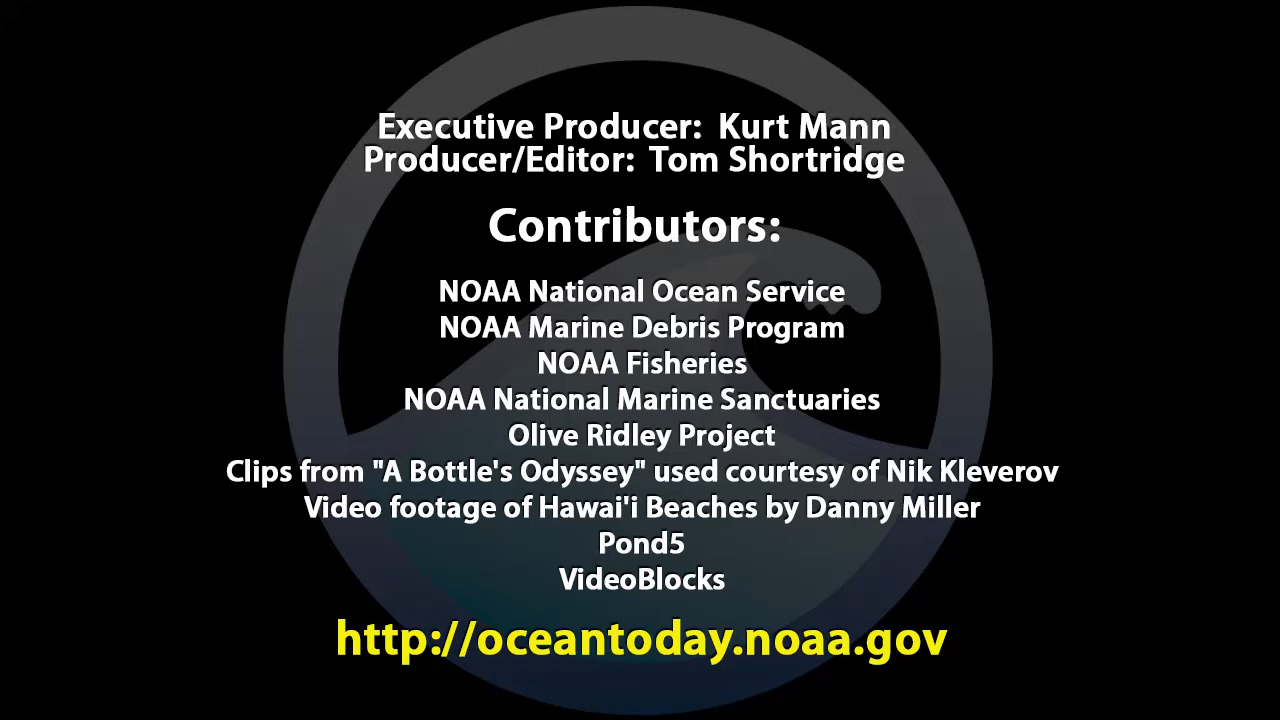 Executive Producer: Kurt Mann
Producer/Editor: Tom Shortridge
Contributors:
NOAA National Ocean Service
NOAA Marine Debris Program
NOAA Fisheries
NOAA National Marine Sanctuaries
Olive Ridley Project
Clips from "A Bottle's Odyssey" used courtesy of Nik Kleverov
Video footage of Hawai'i Beaches by Danny Miller
Pond5
VideoBlocks
http://oceantoday.noaa.gov